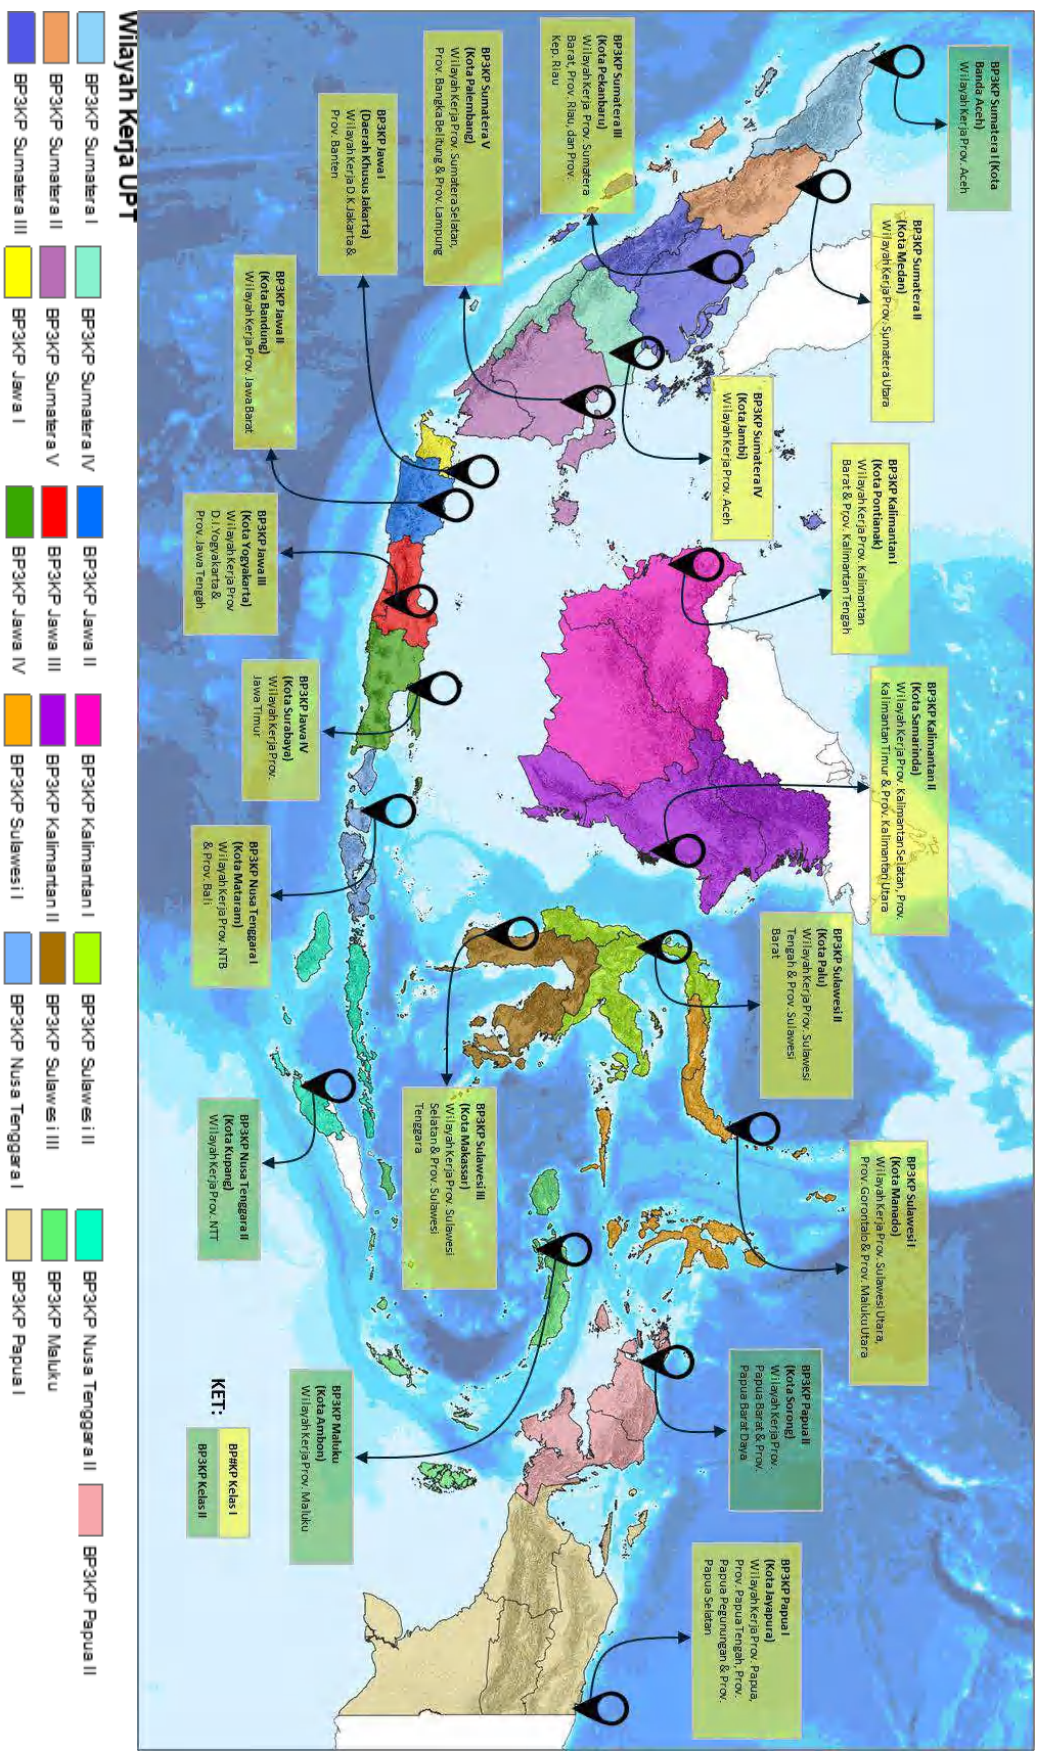 BP3KP Sumatera I (Kota
Banda Aceh)
Wilayah Kerja Prov. Aceh
BP3KP Sumatera II
(Kota Medan)
Wilayah Kerja Prov. Sumatera Utara
BP3KP Sumatera III
(Kota Pekanbaru)
Wilayah Kerja Prov. Sumatera
Barat, Prov. Riau, dan Prov.
Kep. Riau
BP3KP Sumatera IV
(Kota Jambi)
Wilayah Kerja Prov. Aceh
BP3KP Sumatera V
(Kota Palembang)
Wilayah Kerja Prov. Sumatera Selatan,
Prov. Bangka Belitung & Prov. Lampung
BP3KP Jawa I
(Daerah Khusus Jakarta)
Wilayah Kerja D.K Jakarta &
Prov. Banten
BP3KP Jawa II
(Kota Bandung)
Wilayah Kerja Prov. Jawa Barat
BP3KP Jawa III
(Kota Yogyakarta)
Wilayah Kerja Prov
D.I.Yogyakarta &
Prov. Jawa Tengah
BP3KP Jawa IV
(Kota Surabaya)
Wilayah Kerja Prov.
Jawa Timur
BP3KP Kalimantan I
(Kota Pontianak)
Wilayah Kerja Prov. Kalimantan
Barat & Prov. Kalimantan Tengah
BP3KP Kalimantan II
(Kota Samarinda)
Wilayah Kerja Prov. Kalimantan Selatan, Prov.
Kalimantan Timur & Prov. Kalimantan Utara
BP3KP Nusa Tenggara I
(Kota Mataram)
Wilayah Kerja Prov. NTB
& Prov. Bali
BP3KP Nusa Tenggara II
(Kota Kupang)
Wilayah Kerja Prov. NTT
BP3KP Sulawesi II
(Kota Palu)
Wilayah Kerja Prov. Sulawesi
Tengah & Prov. Sulawesi
Barat
BP3KP Sulawesi III
(Kota Makassar)
Wilayah Kerja Prov. Sulawesi
Selatan & Prov. Sulawesi
Tenggara
BP3KP Sulawesi I
(Kota Manado)
Wilayah Kerja Prov. Sulawesi Utara,
Prov. Gorontalo & Prov. Maluku Utara
BP3KP Maluku
(Kota Ambon)
Wilayah Kerja Prov. Maluku
BP3KP Papua II
(Kota Sorong)
Wilayah Kerja Prov.
Papua Barat & Prov.
Papua Barat Daya
BP3KP Papua I
(Kota Jayapura)
Wilayah Kerja Prov. Papua,
Prov. Papua Tengah, Prov.
Papua Pegunungan & Prov.
Papua Selatan
KET:
BP#KP Kelas I
BP3KP Kelas II
Wilayah Kerja UPT
BP3KP Sumatera I
BP3KP Sumatera II
BP3KP Sumatera III
BP3KP Sumatera IV
BP3KP Sumatera V
BP3KP Jawa I
BP3KP Jawa II
BP3KP Jawa III
BP3KP Jawa IV
BP3KP Kalimantan I
BP3KP Kalimantan II
BP3KP Sulawesi I
BP3KP Sulawesi II
BP3KP Sulawesi III
BP3KP Nusa Tenggara I
BP3KP Nusa Tenggara II
BP3KP Maluku
BP3KP Papua I
BP3KP Papua II